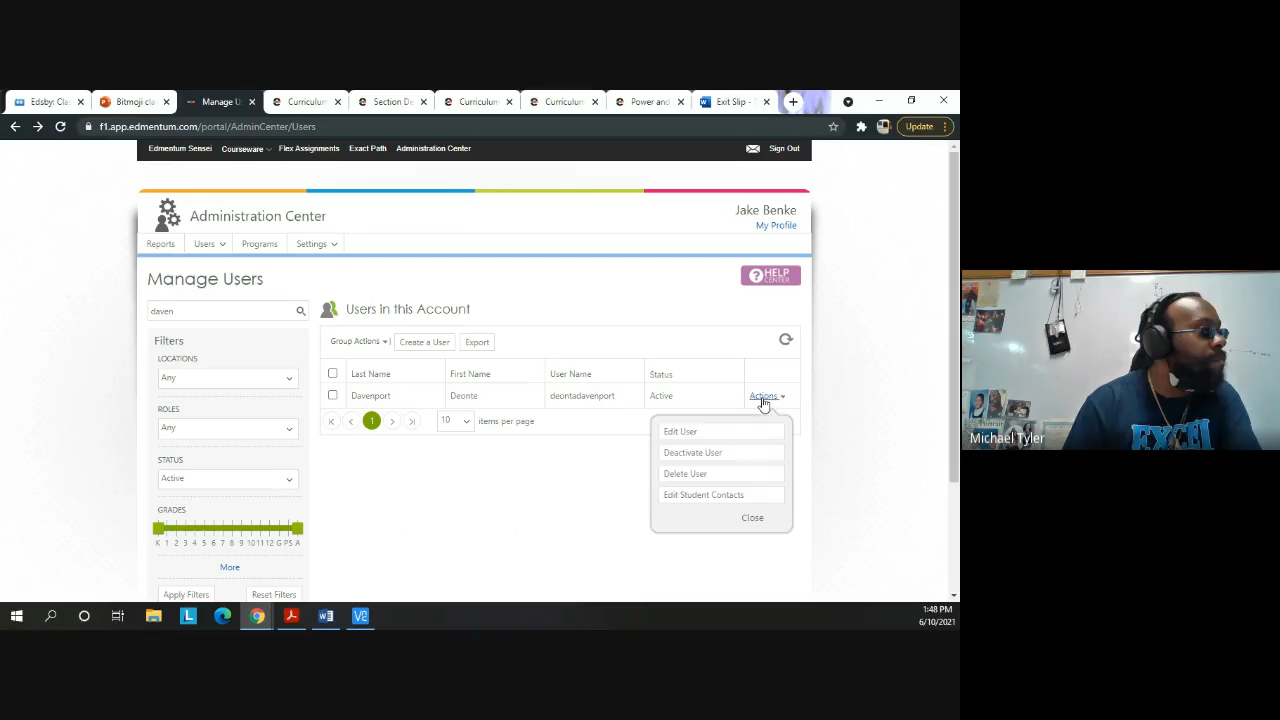 Edsby: Cla
Bitmoji cla
Manage U
Curriculum
Section De
Curriculum
Curriculum
Power and
Exit Slip -
f1.app.edmentum.com/portal/AdminCenter/Users
Update
Edmentum Sensei
Courseware
Flex Assignments
Exact Path
Administration Center
Sign Out
Administration Center
Jake Benke
My Profile
Reports
Users
Programs
Settings
Manage Users
HELP
CENTER
daven
Users in this Account
Filters
LOCATIONS
Any
ROLES
Any
STATUS
Active
GRADES
K 1 2 3 4 5 6 7 8 9 10 11 12 G PS A
More
Apply Filters
Reset Filters
Group Actions
Create a User
Export
Last Name First Name User Name Status
Davenport Deonte deontadavenport Active Actions
1
10 items per page
Edit User
Deactivate User
Delete User
Edit Student Contacts
Close
1:48 PM
6/10/2021
EXCEL
Michael Tyler